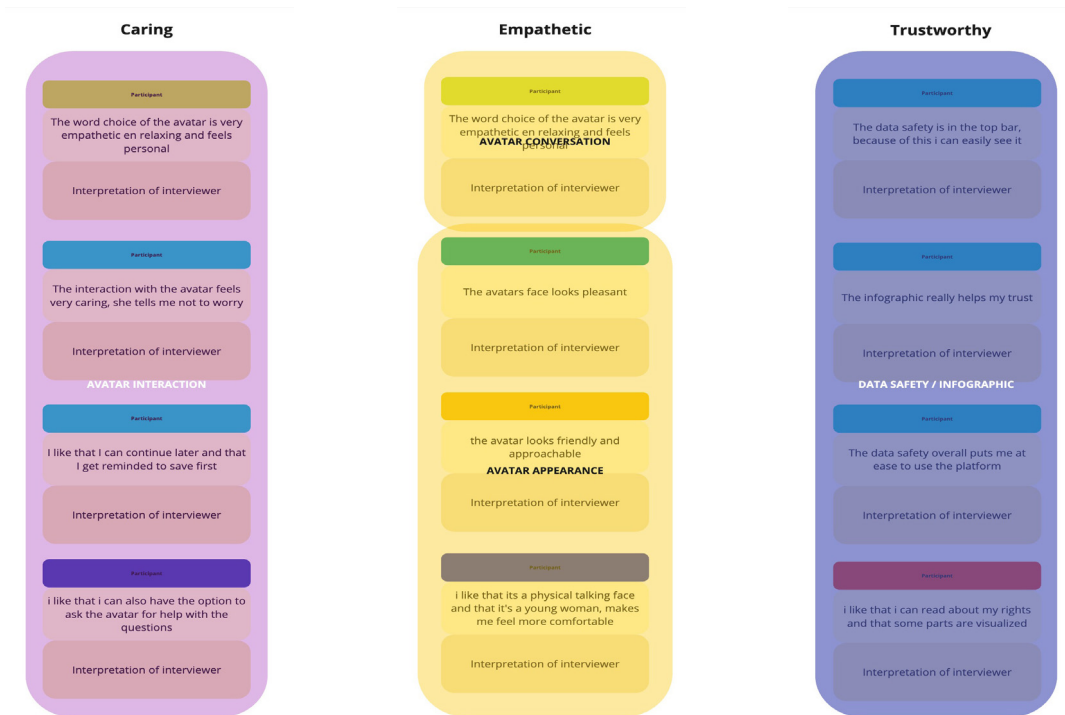 Caring
Participant
The word choice of the avatar is very
empathetic en relaxing and feels
personal
Interpretation of interviewer
Participant
The interaction with the avatar feels
very caring, she tells me not to worry
Interpretation of interviewer
AVATAR INTERACTION
Participant
I like that I can continue later and that
I get reminded to save first
Interpretation of interviewer
Participant
i like that i can also have the option to
ask the avatar for help with the
questions
Interpretation of interviewer
Empathetic
Participant
The word choice of the avatar is very
empathetic en relaxing and feels
personal
AVATAR CONVERSATION
Interpretation of interviewer
Participant
The avatars face looks pleasant
Interpretation of interviewer
Participant
the avatar looks friendly and
approachable
AVATAR APPEARANCE
Interpretation of interviewer
Participant
i like that its a physical talking face
and that it's a young woman, makes
me feel more comfortable
Interpretation of interviewer
Trustworthy
Participant
The data safety is in the top bar,
because of this i can easily see it
Interpretation of interviewer
Participant
The infographic really helps my trust
Interpretation of interviewer
DATA SAFETY / INFOGRAPHIC
Participant
The data safety overall puts me at
ease to use the platform
Interpretation of interviewer
Participant
i like that i can read about my rights
and that some parts are visualized
Interpretation of interviewer